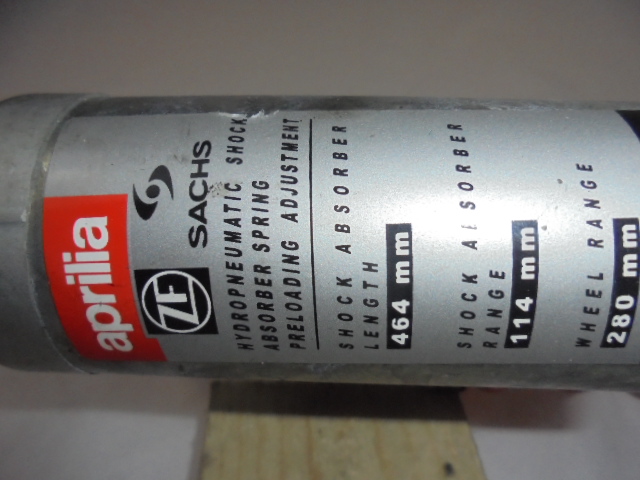 aprilia
ZF SACHS
HYDROPNEUMATIC SHOCK
ABSORBER SPRING
PRELOADING ADJUSTMENT
SHOCK ABSORBER
LENGTH
464 mm
SHOCK ABSORBER
RANGE
114 mm
WHEEL RANGE
280 mm